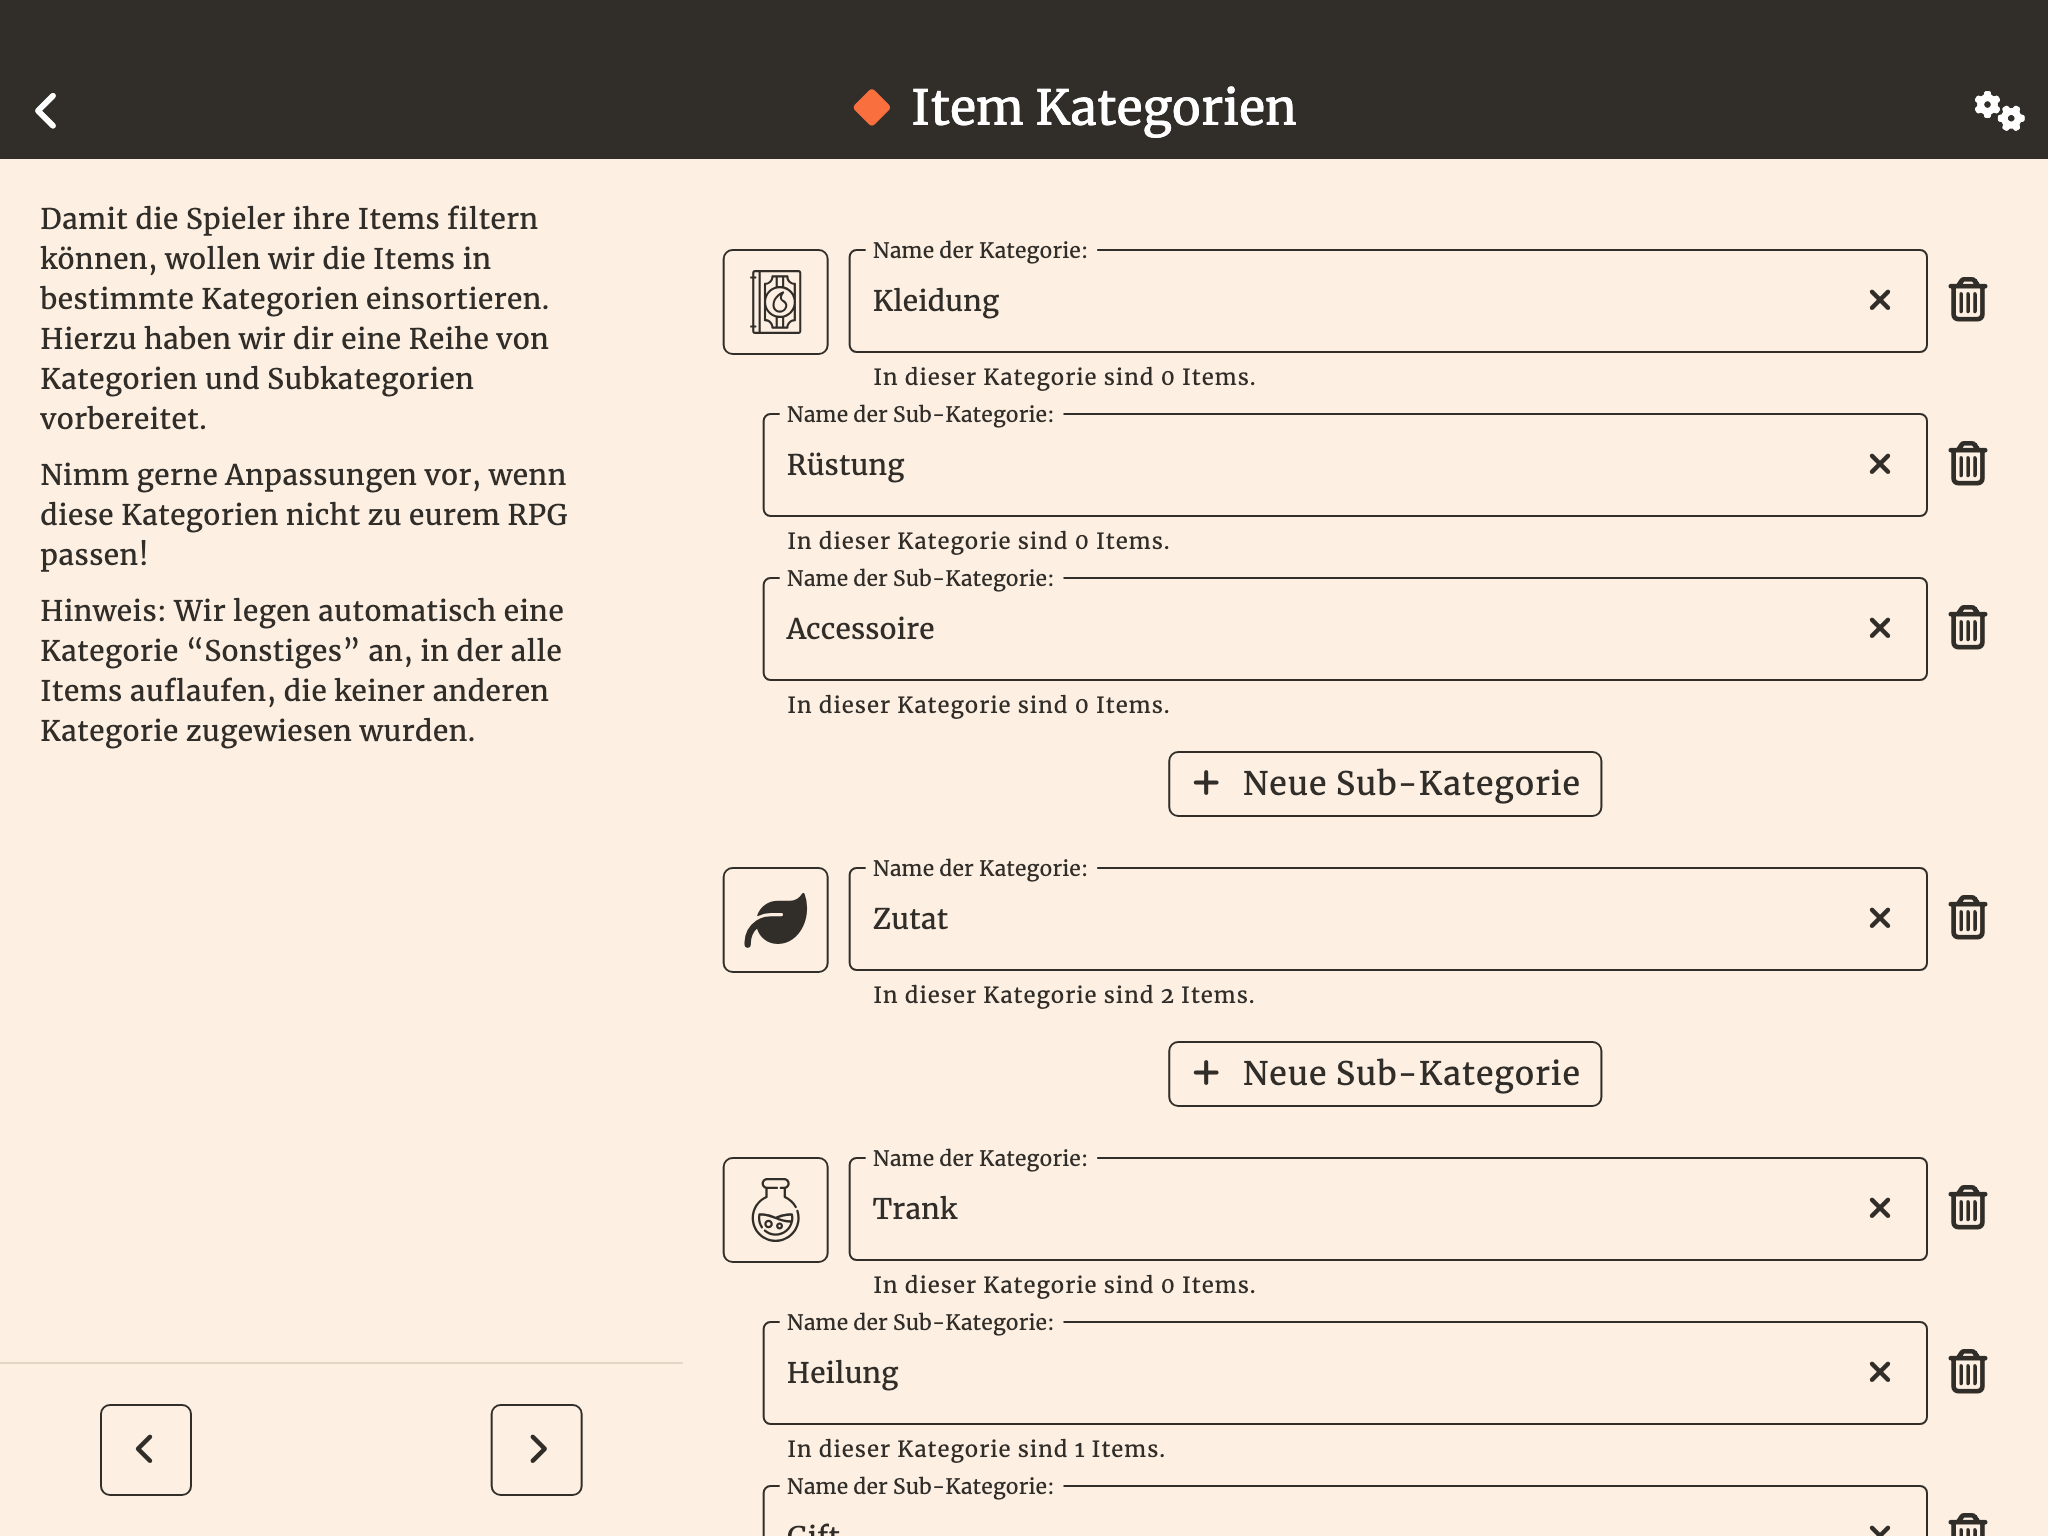 Item Kategorien
Damit die Spieler ihre Items filtern
können, wollen wir die Items in
bestimmte Kategorien einsortieren.
Hierzu haben wir dir eine Reihe von
Kategorien und Subkategorien
vorbereitet.
Nimm gerne Anpassungen vor, wenn
diese Kategorien nicht zu eurem RPG
passen!
Hinweis: Wir legen automatisch eine
Kategorie “Sonstiges” an, in der alle
Items auflaufen, die keiner anderen
Kategorie zugewiesen wurden.
Name der Kategorie:
Kleidung
In dieser Kategorie sind 0 Items.
Name der Sub-Kategorie:
Rüstung
In dieser Kategorie sind 0 Items.
Name der Sub-Kategorie:
Accessoire
In dieser Kategorie sind 0 Items.
+ Neue Sub-Kategorie
Name der Kategorie:
Zutat
In dieser Kategorie sind 2 Items.
+ Neue Sub-Kategorie
Name der Kategorie:
Trank
In dieser Kategorie sind 0 Items.
Name der Sub-Kategorie:
Heilung
In dieser Kategorie sind 1 Items.
Name der Sub-Kategorie:
Gift